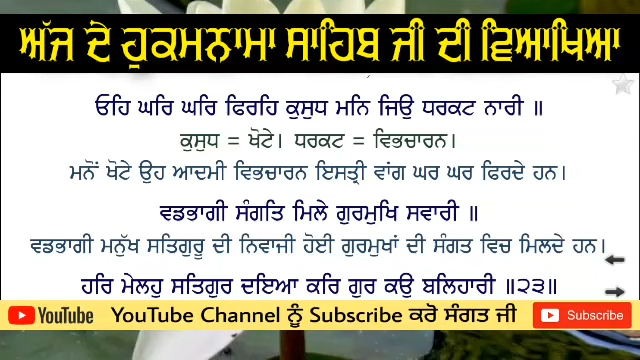 ਅੱਜ ਦੇ ਹੁਕਮਨਾਮਾ ਸਾਹਿਬ ਜੀ ਦੀ ਵਿਆਖਿਆ
ਓਹਿ ਘਰਿ ਘਰਿ ਫਿਰਹਿ ਕੁਸੁਧ ਮਨਿ ਜਿਉ ਧਰਕਟ ਨਾਰੀ ॥
ਕੁਸੁਧ = ਖੋਟੇ। ਧਰਕਟ = ਵਿਭਚਾਰਨ।
ਮਨੋਂ ਖੋਟੇ ਉਹ ਆਦਮੀ ਵਿਭਚਾਰਨ ਇਸਤ੍ਰੀ ਵਾਂਗ ਘਰ ਘਰ ਫਿਰਦੇ ਹਨ।
ਵਡਭਾਗੀ ਸੰਗਤਿ ਮਿਲੇ ਗੁਰਮੁਖਿ ਸਵਾਰੀ ॥
ਵਡਭਾਗੀ ਮਨੁੱਖ ਸਤਿਗੁਰੂ ਦੀ ਨਿਵਾਜੀ ਹੋਈ ਗੁਰਮੁਖਾਂ ਦੀ ਸੰਗਤ ਵਿਚ ਮਿਲਦੇ ਹਨ।
ਹਰਿ ਮੇਲਹੁ ਸਤਿਗੁਰ ਦਇਆ ਕਰਿ ਗੁਰ ਕਉ ਬਲਿਹਾਰੀ ॥੨੩॥
YouTube YouTube Channel ਨੂੰ Subscribe ਕਰੋ ਸੰਗਤ ਜੀ Subscribe